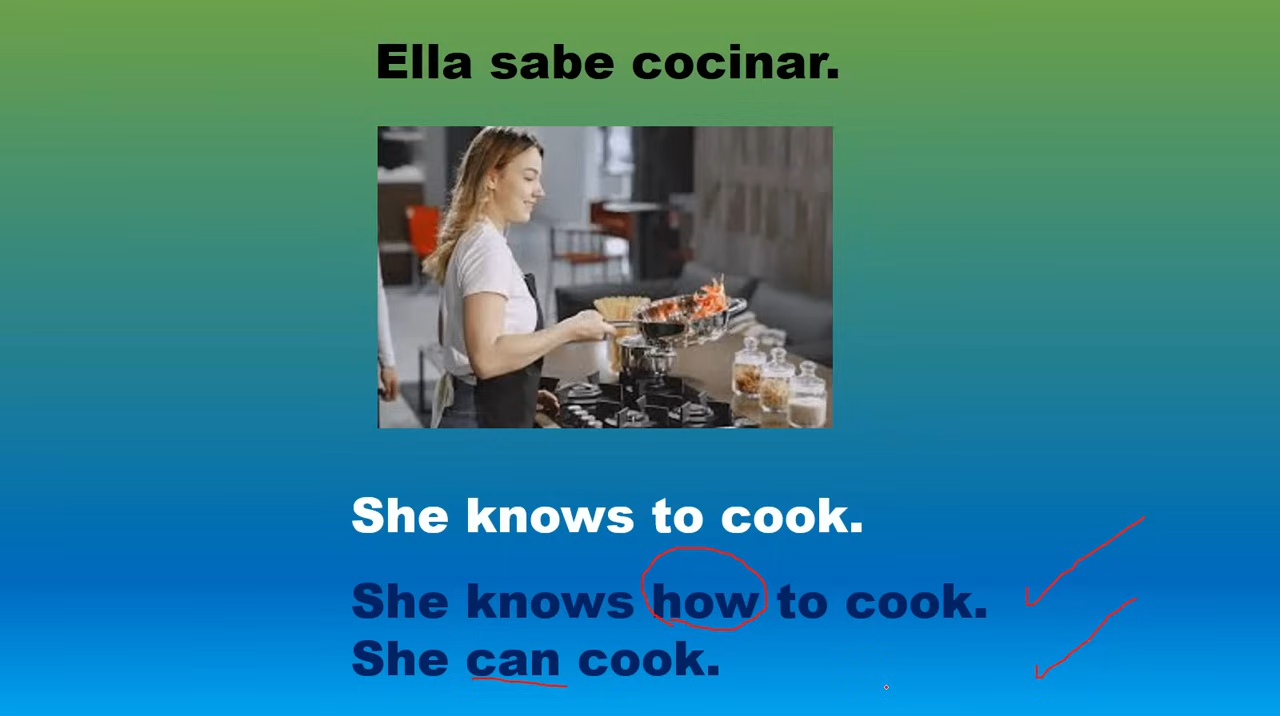 Ella sabe cocinar.
She knows to cook.
She knows how to cook.
She can cook.